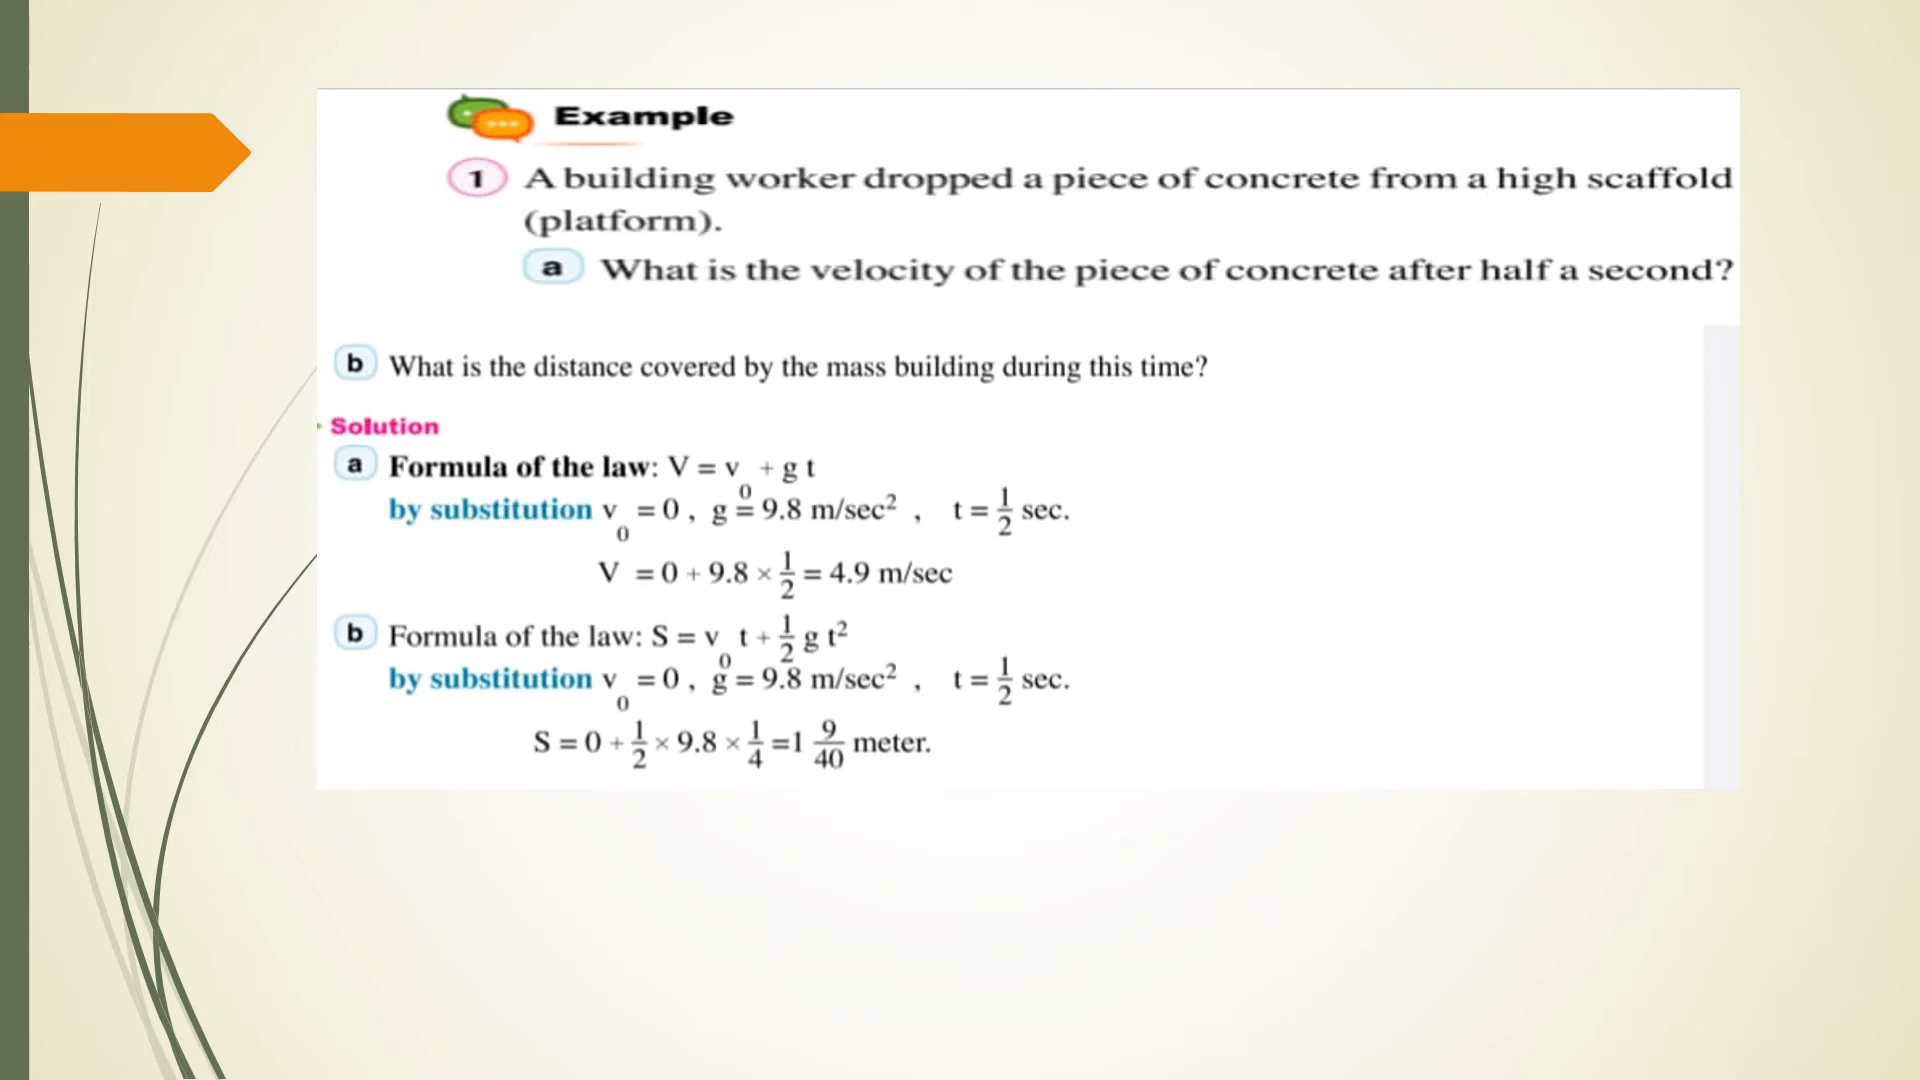 Example
1 A building worker dropped a piece of concrete from a high scaffold
(platform).
a What is the velocity of the piece of concrete after half a second?
b What is the distance covered by the mass building during this time?
Solution
a Formula of the law: V = v₀ + g t
by substitution v₀ = 0 , g = 9.8 m/sec² , t = 1/2 sec.
V = 0 + 9.8 × 1/2 = 4.9 m/sec
b Formula of the law: S = v₀ t + 1/2 g t²
by substitution v₀ = 0 , g = 9.8 m/sec² , t = 1/2 sec.
S = 0 + 1/2 × 9.8 × 1/4 =1 9/40 meter.